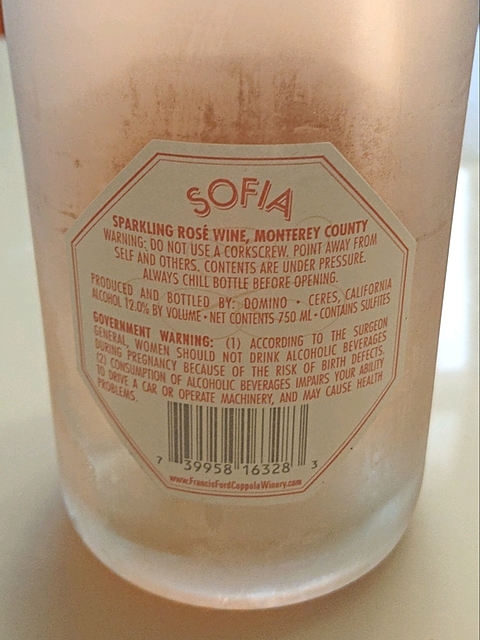 SOFIA
SPARKLING ROSÉ WINE, MONTEREY COUNTY
WARNING: DO NOT USE A CORKSCREW. POINT AWAY FROM
SELF AND OTHERS. CONTENTS ARE UNDER PRESSURE.
ALWAYS CHILL BOTTLE BEFORE OPENING.
PRODUCED AND BOTTLED BY: DOMINO • CERES, CALIFORNIA
ALCOHOL 12.0% BY VOLUME • NET CONTENTS 750 ML • CONTAINS SULFITES
GOVERNMENT WARNING: (1) ACCORDING TO THE SURGEON
GENERAL, WOMEN SHOULD NOT DRINK ALCOHOLIC BEVERAGES
DURING PREGNANCY BECAUSE OF THE RISK OF BIRTH DEFECTS.
(2) CONSUMPTION OF ALCOHOLIC BEVERAGES IMPAIRS YOUR ABILITY
TO DRIVE A CAR OR OPERATE MACHINERY, AND MAY CAUSE HEALTH
PROBLEMS.
7 39958 16328 3
www.FrancisFordCoppolaWinery.com